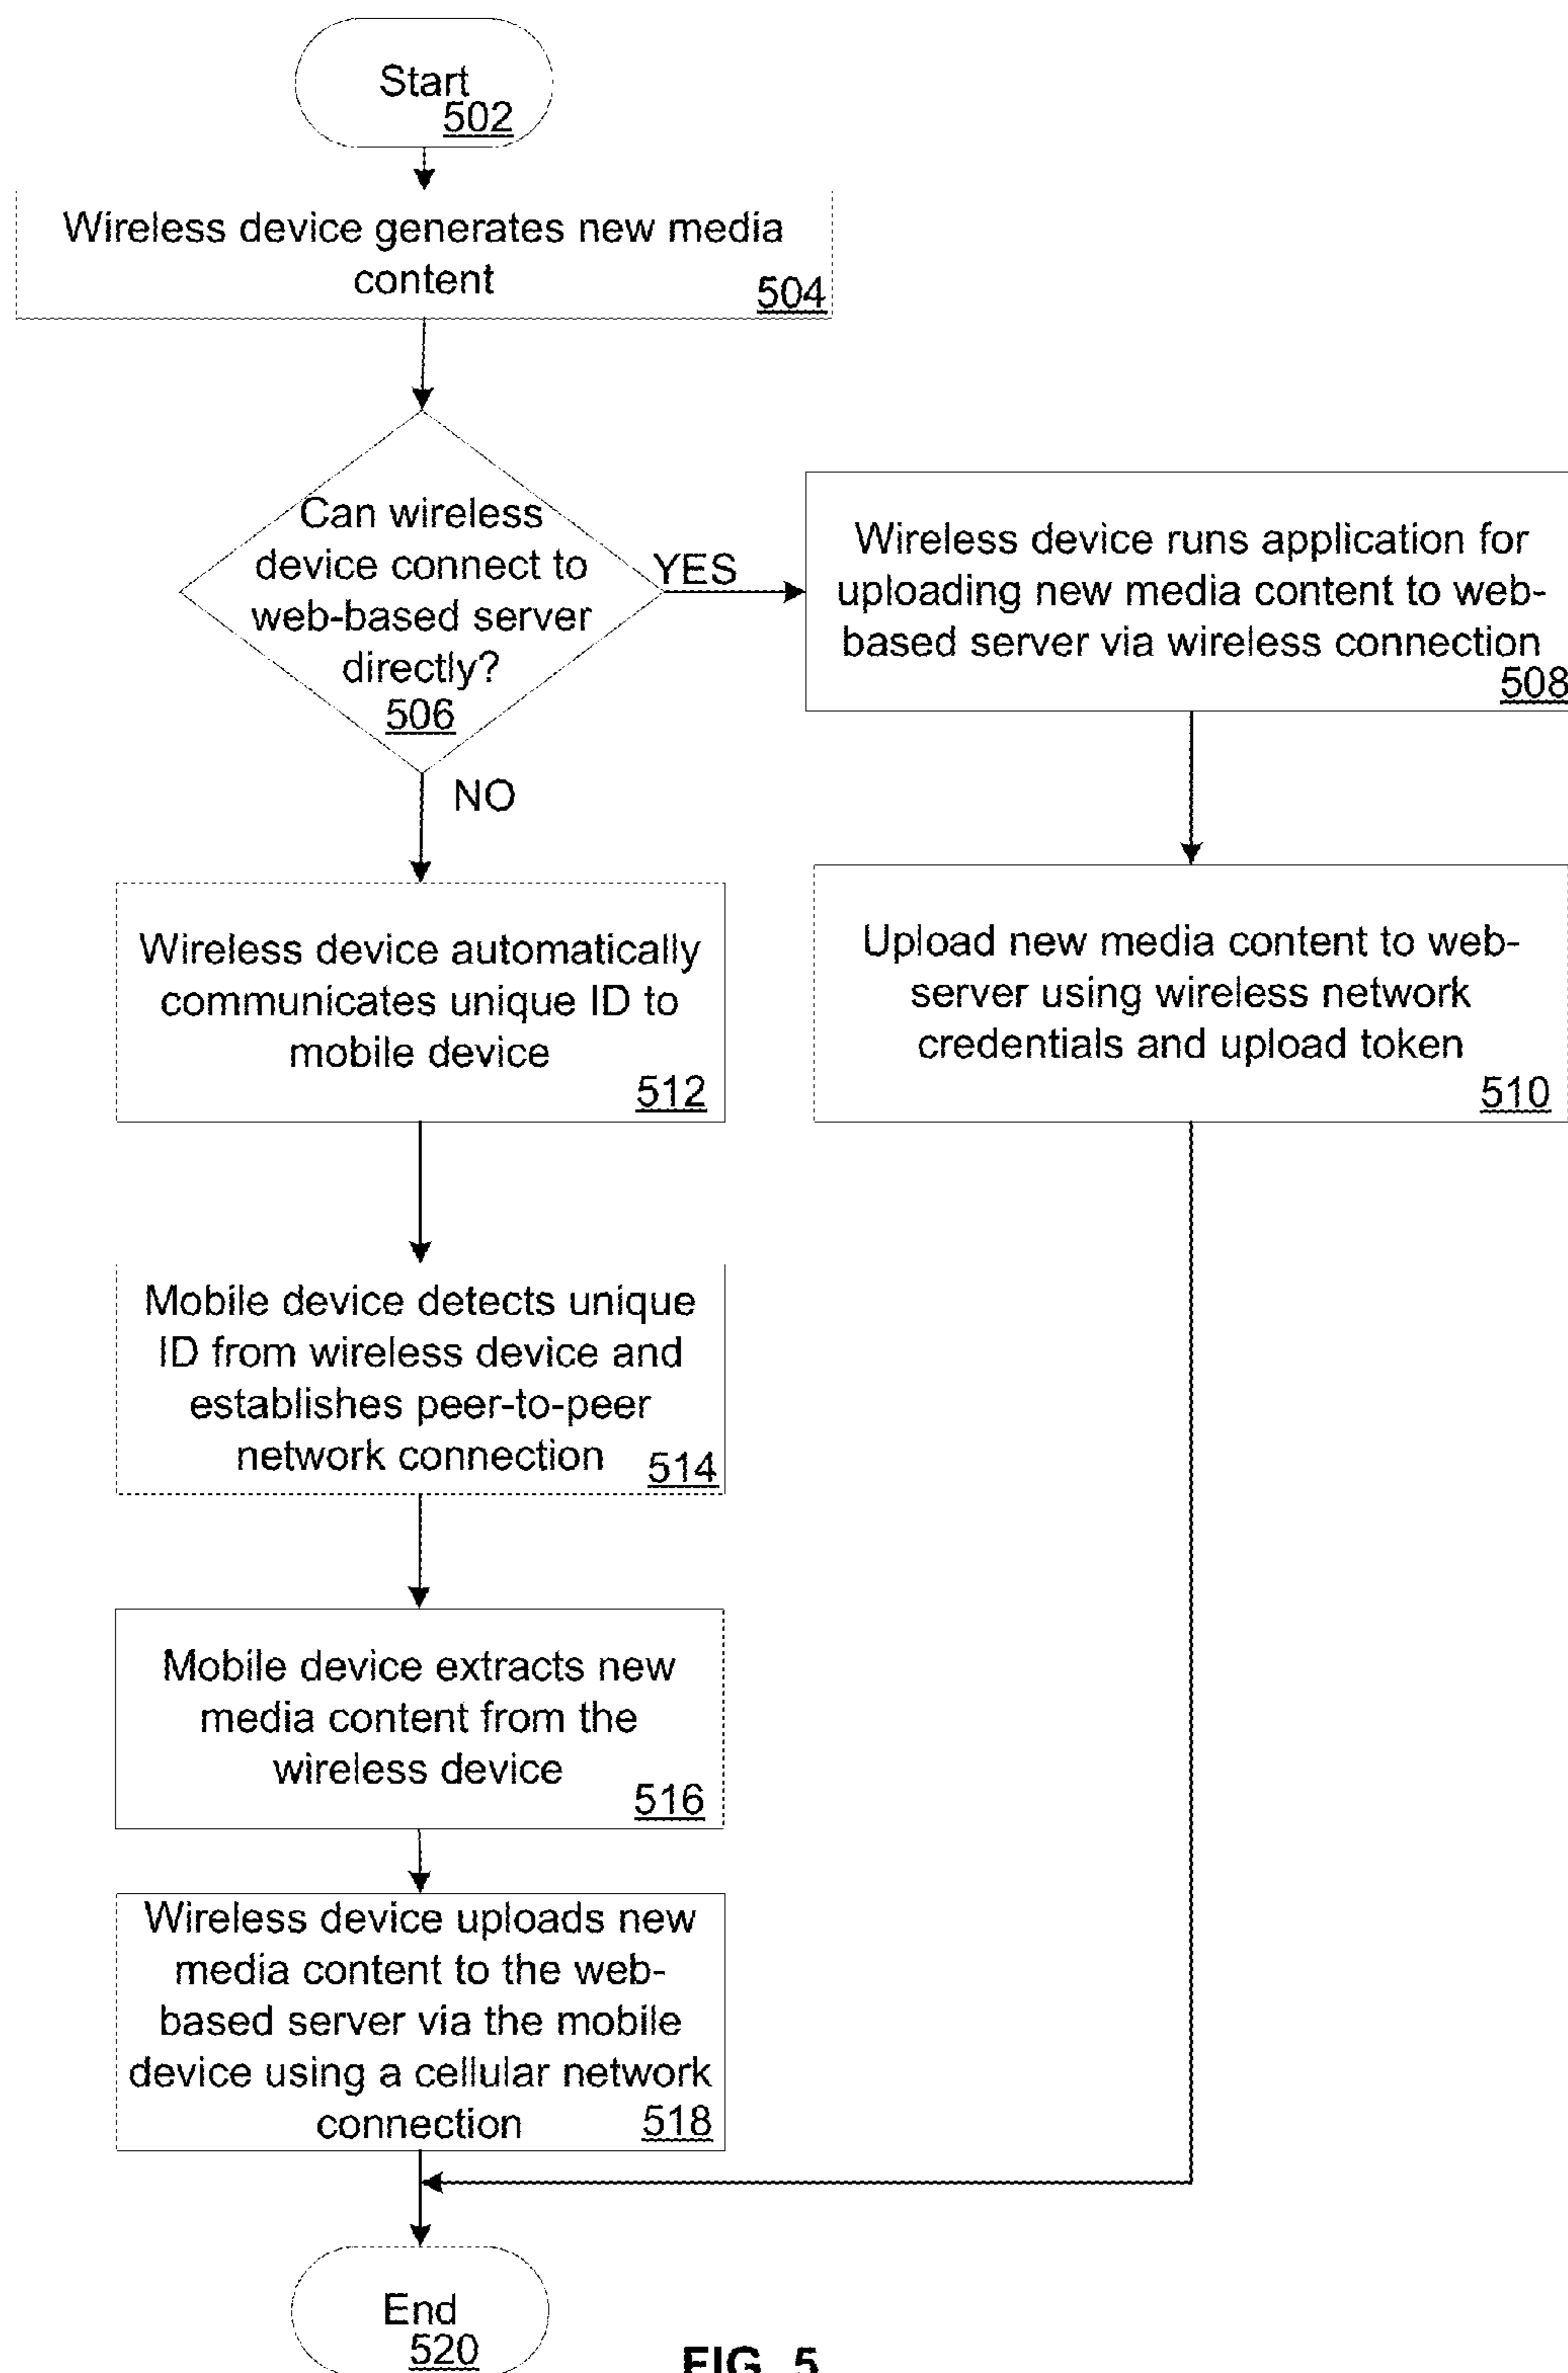 Start
502
Wireless device generates new media
content
504
Can wireless
device connect to
web-based server
directly?
506
YES
Wireless device runs application for
uploading new media content to web-
based server via wireless connection
508
NO
Wireless device automatically
communicates unique ID to
mobile device
512
Upload new media content to web-
server using wireless network
credentials and upload token
510
Mobile device detects unique
ID from wireless device and
establishes peer-to-peer
network connection
514
Mobile device extracts new
media content from the
wireless device
516
Wireless device uploads new
media content to the web-
based server via the mobile
device using a cellular network
connection
518
End
520
FIG. 5